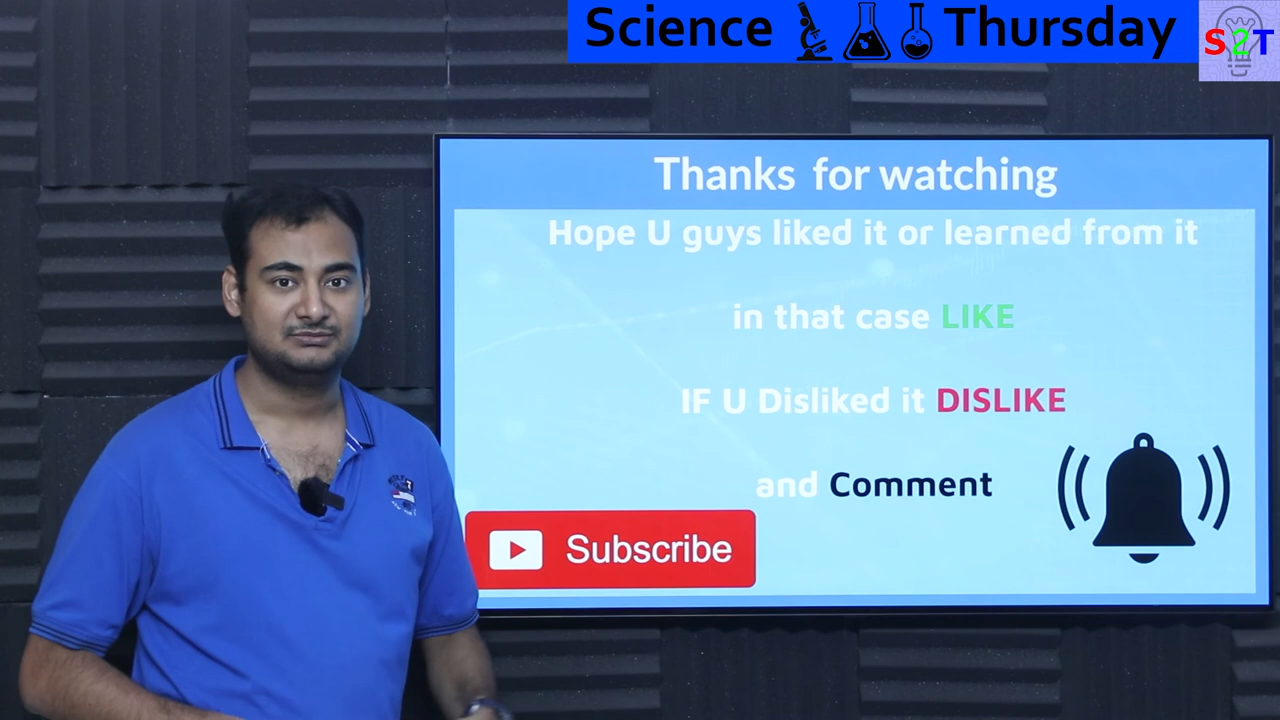 Science Thursday
S2T
Thanks for watching
Hope U guys liked it or learned from it
in that case LIKE
IF U Disliked it DISLIKE
and Comment
Subscribe